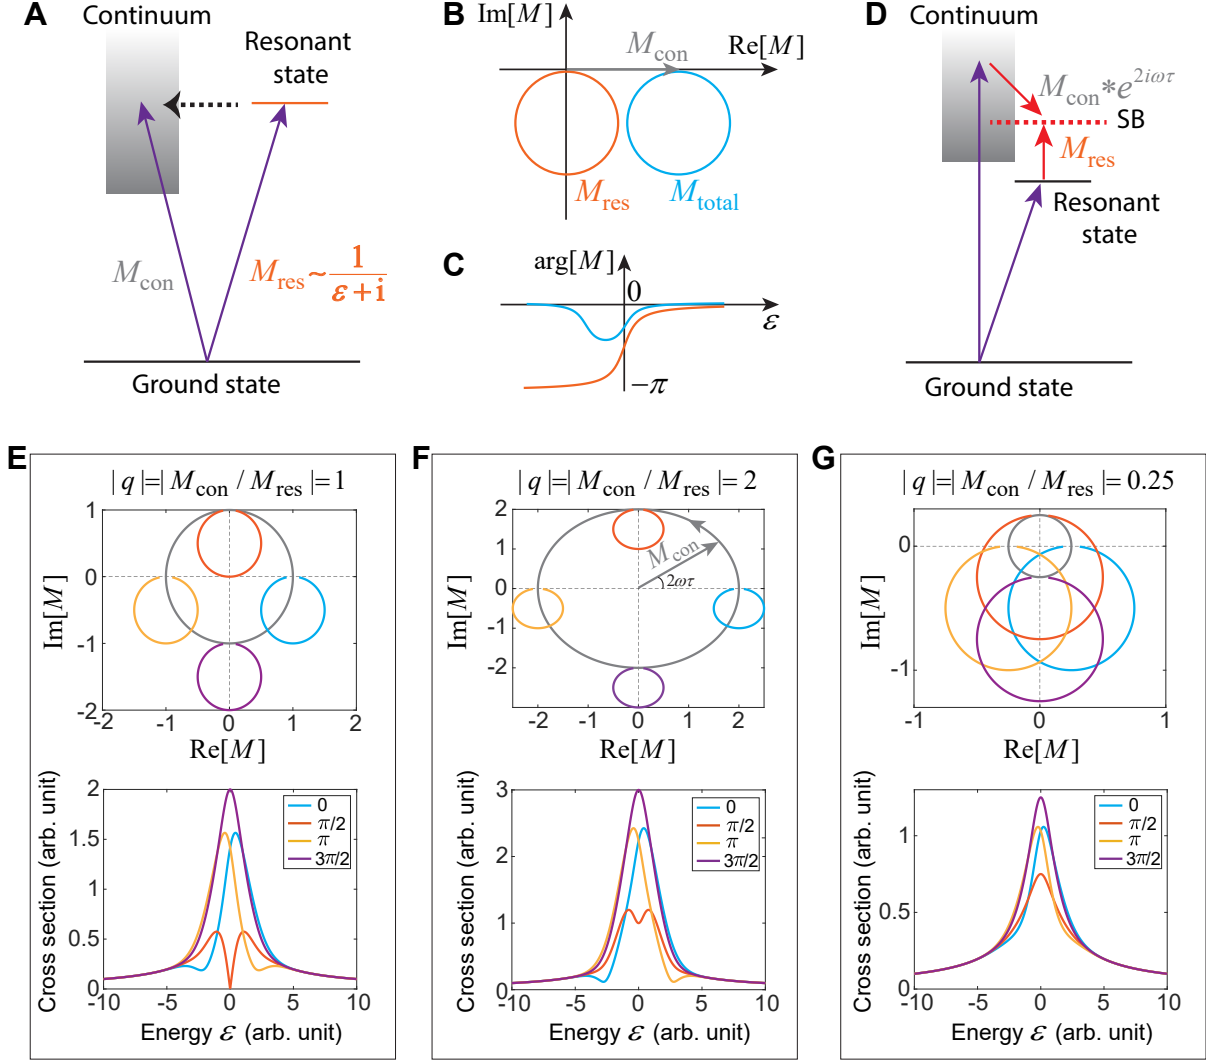 A
Continuum
Resonant
state
M_con
M_res ~ 1/(ε+i)
Ground state
B
Im[M]
Re[M]
M_con
M_res
M_total
C
arg[M]
0
ε
−π
D
Continuum
M_con*e^{2iωτ}
SB
M_res
Resonant
state
Ground state
E
|q|=|M_con / M_res|=1
Im[M]
1
0
-1
-2
-2 -1 0 1 2
Re[M]
Cross section (arb. unit)
2
1.5
1
0.5
0
-10 -5 0 5 10
Energy ε (arb. unit)
0
π/2
π
3π/2
F
|q|=|M_con / M_res|=2
Im[M]
2
1
0
-2
M_con
2ωτ
-2 -1 0 1 2
Re[M]
Cross section (arb. unit)
3
2
1
0
-10 -5 0 5 10
Energy ε (arb. unit)
0
π/2
π
3π/2
G
|q|=|M_con / M_res|=0.25
Im[M]
0
-1
-1 0 1
Re[M]
Cross section (arb. unit)
1
0.5
0
-10 -5 0 5 10
Energy ε (arb. unit)
0
π/2
π
3π/2